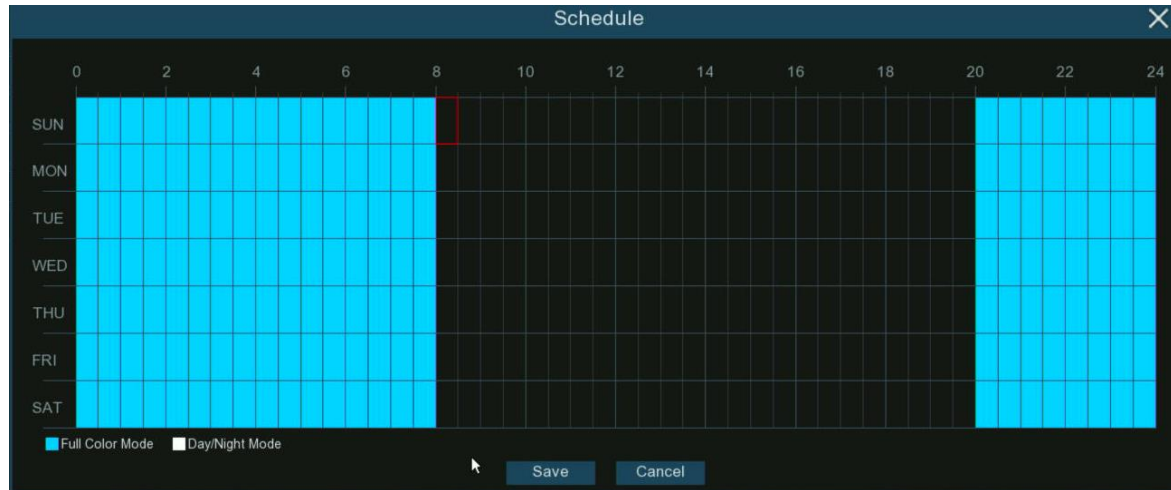 Schedule
0 2 4 6 8 10 12 14 16 18 20 22 24
SUN
MON
TUE
WED
THU
FRI
SAT
Full Color Mode Day/Night Mode
Save Cancel